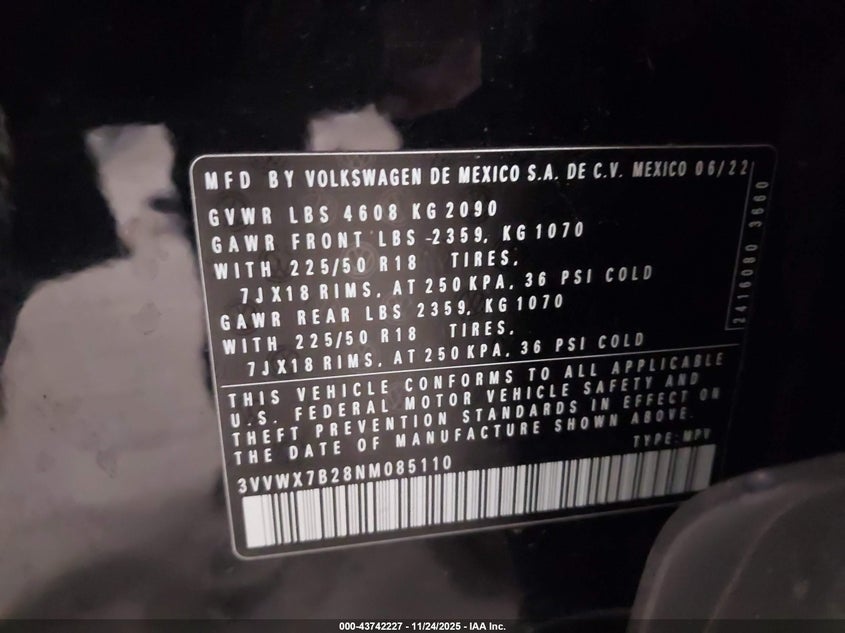 MFD BY VOLKSWAGEN DE MEXICO S.A. DE C.V. MEXICO 06/22
GVWR LBS 4608 KG 2090
GAWR FRONT LBS -2359, KG 1070
WITH 225/50 R18 TIRES,
7JX18 RIMS, AT 250 KPA, 36 PSI COLD
GAWR REAR LBS 2359, KG 1070
WITH 225/50 R18 TIRES,
7JX18 RIMS, AT 250 KPA, 36 PSI COLD
2416080 3660
THIS VEHICLE CONFORMS TO ALL APPLICABLE
U.S. FEDERAL MOTOR VEHICLE SAFETY AND
THEFT PREVENTION STANDARDS IN EFFECT ON
THE DATE OF MANUFACTURE SHOWN ABOVE.
TYPE: MPV
3VVWX7B28NM085110
000-43742227 - 11/24/2025 - IAA Inc.